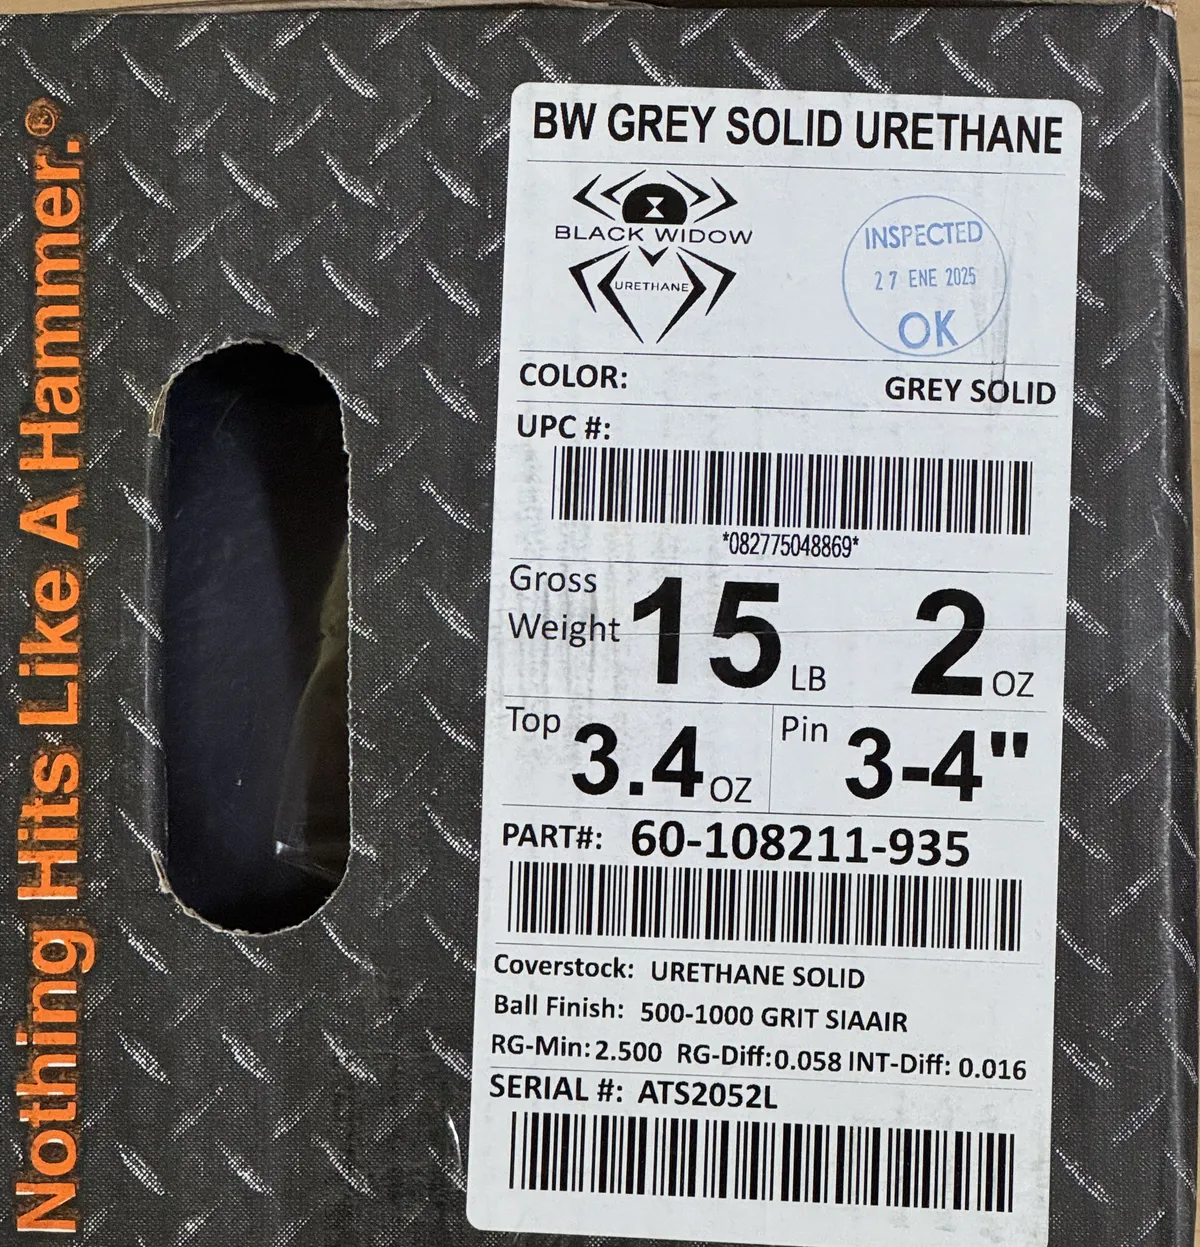 Nothing Hits Like A Hammer.®
BW GREY SOLID URETHANE
BLACK WIDOW
URETHANE
INSPECTED
27 ENE 2025
OK
COLOR: GREY SOLID
UPC #:
*082775048869*
Gross Weight 15 LB 2 OZ
Top 3.4 OZ Pin 3-4"
PART#: 60-108211-935
Coverstock: URETHANE SOLID
Ball Finish: 500-1000 GRIT SIAAIR
RG-Min: 2.500 RG-Diff: 0.058 INT-Diff: 0.016
SERIAL #: ATS2052L